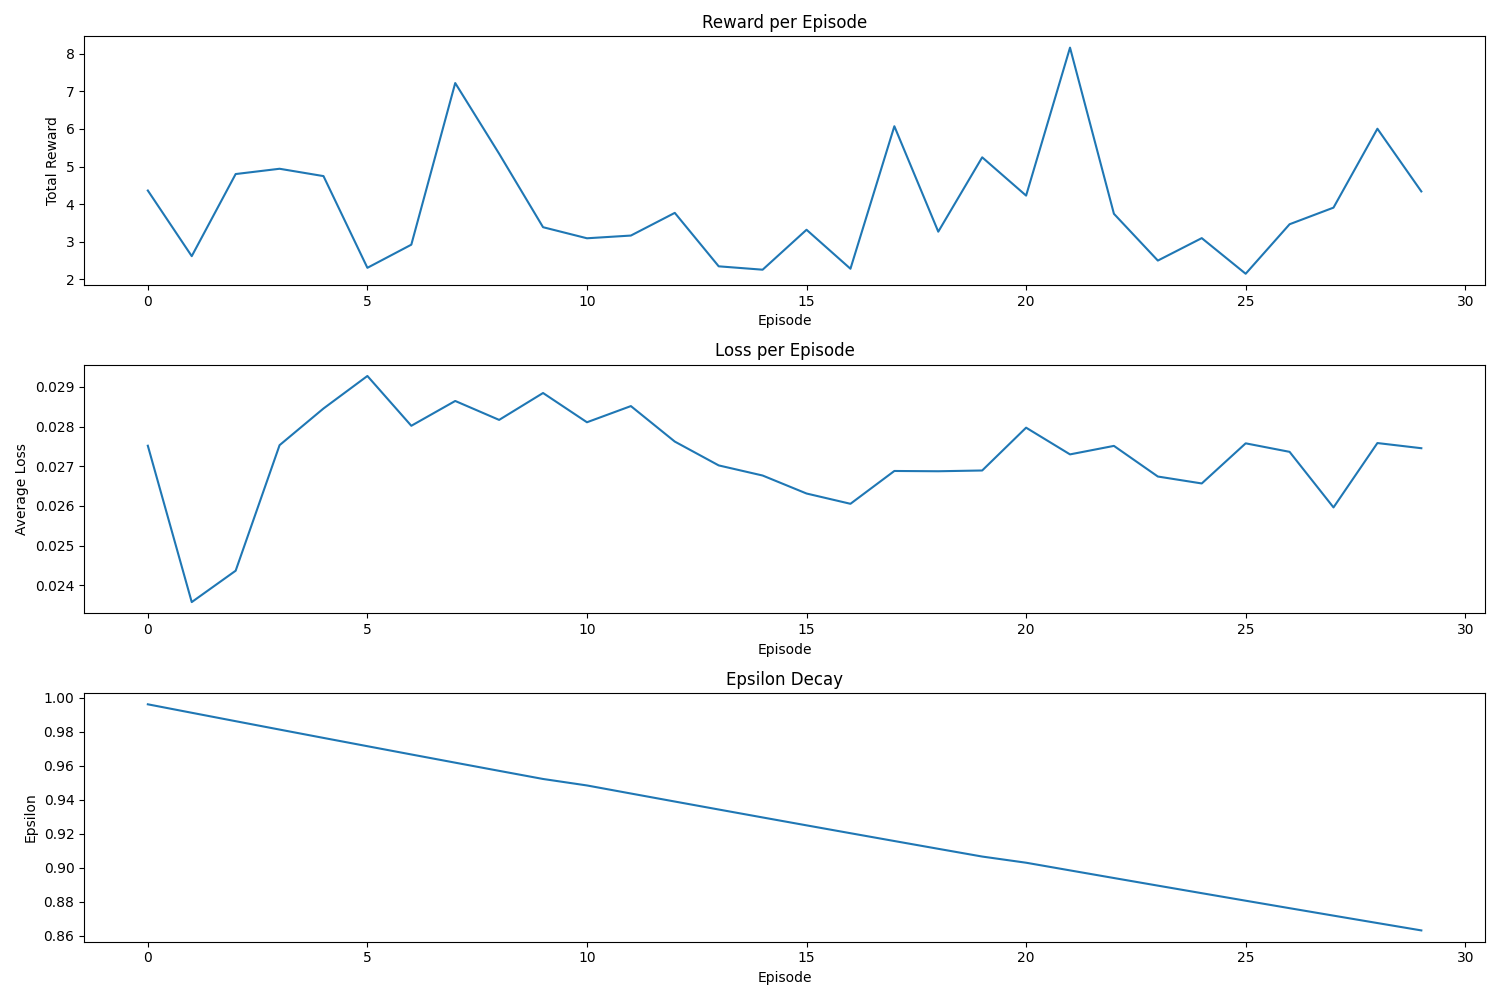 Reward per Episode
8
7
6
5
4
3
2
Total Reward
0 5 10 15 20 25 30
Episode
Loss per Episode
0.029
0.028
0.027
0.026
0.025
0.024
Average Loss
0 5 10 15 20 25 30
Episode
Epsilon Decay
1.00
0.98
0.96
0.94
0.92
0.90
0.88
0.86
Epsilon
0 5 10 15 20 25 30
Episode